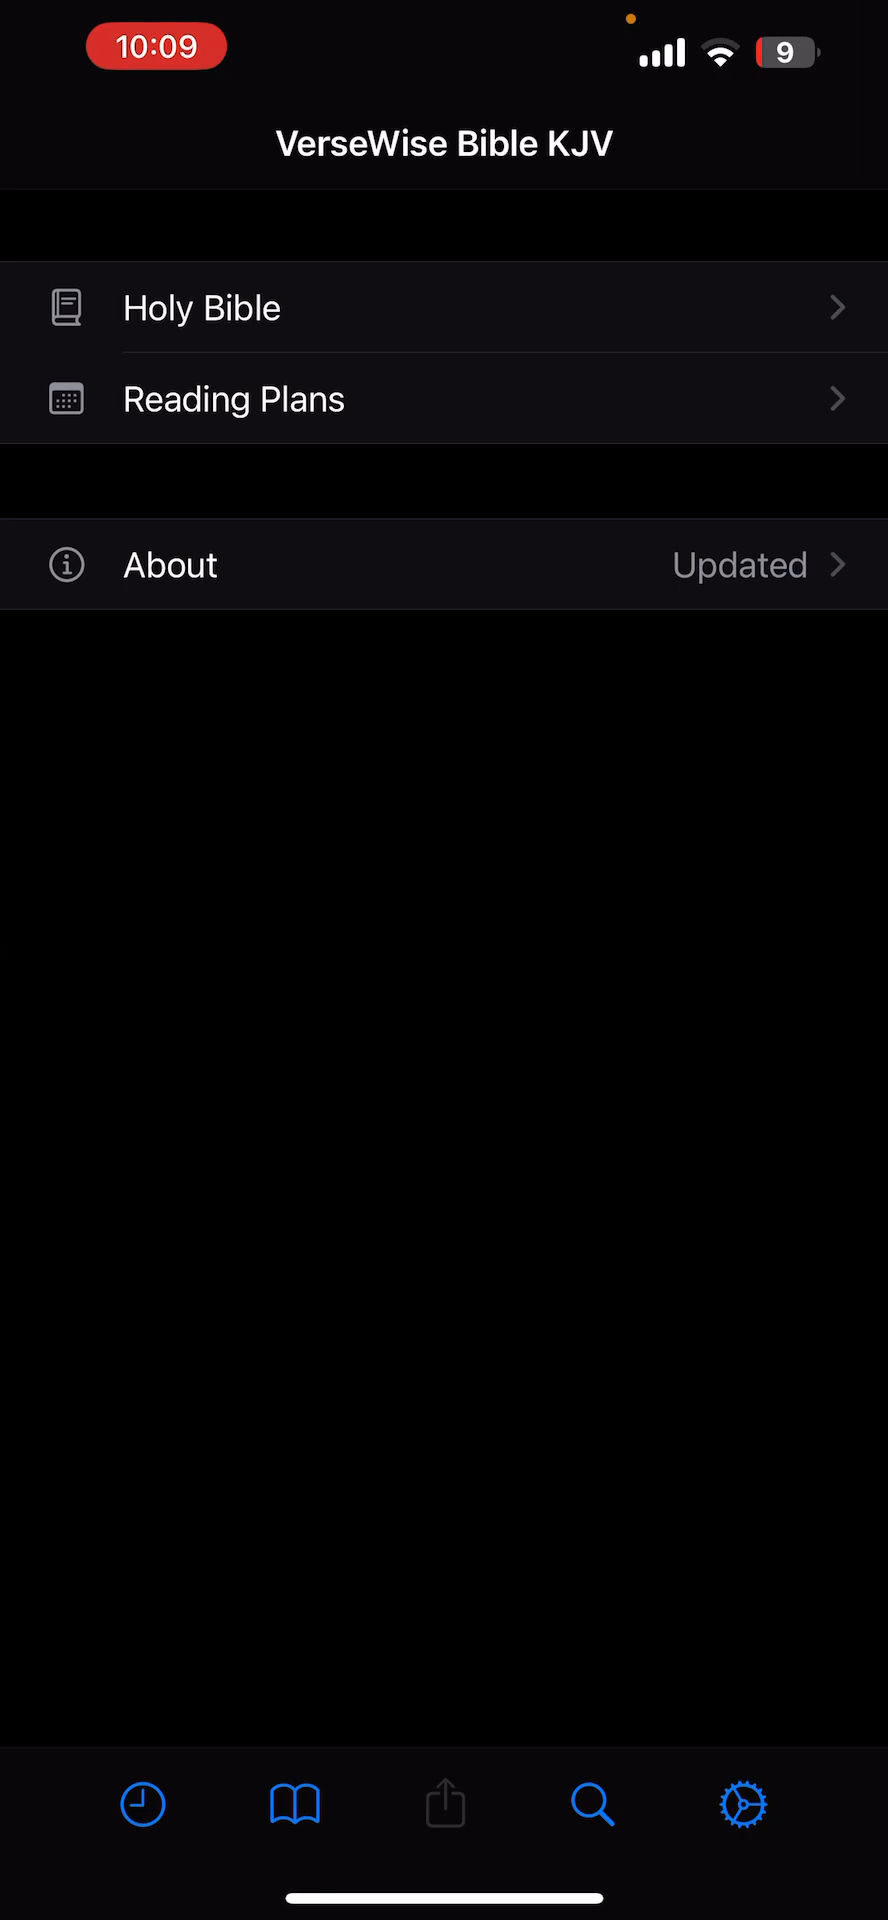 10:09
9
VerseWise Bible KJV
Holy Bible
Reading Plans
About Updated